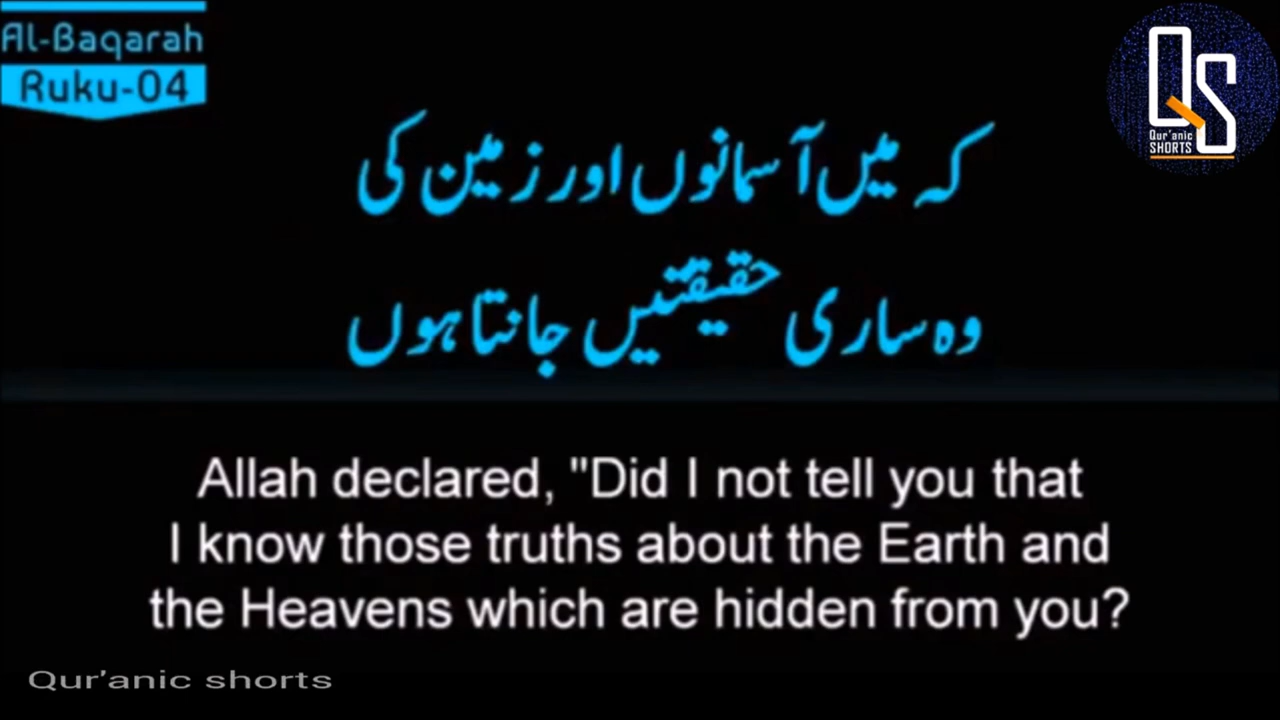 Al-Baqarah
Ruku-04
QS
Qur'anic
SHORTS
کہ میں آسمانوں اور زمین کی
وہ ساری حقیقتیں جانتا ہوں
Allah declared, "Did I not tell you that
I know those truths about the Earth and
the Heavens which are hidden from you?
Qur'anic shorts